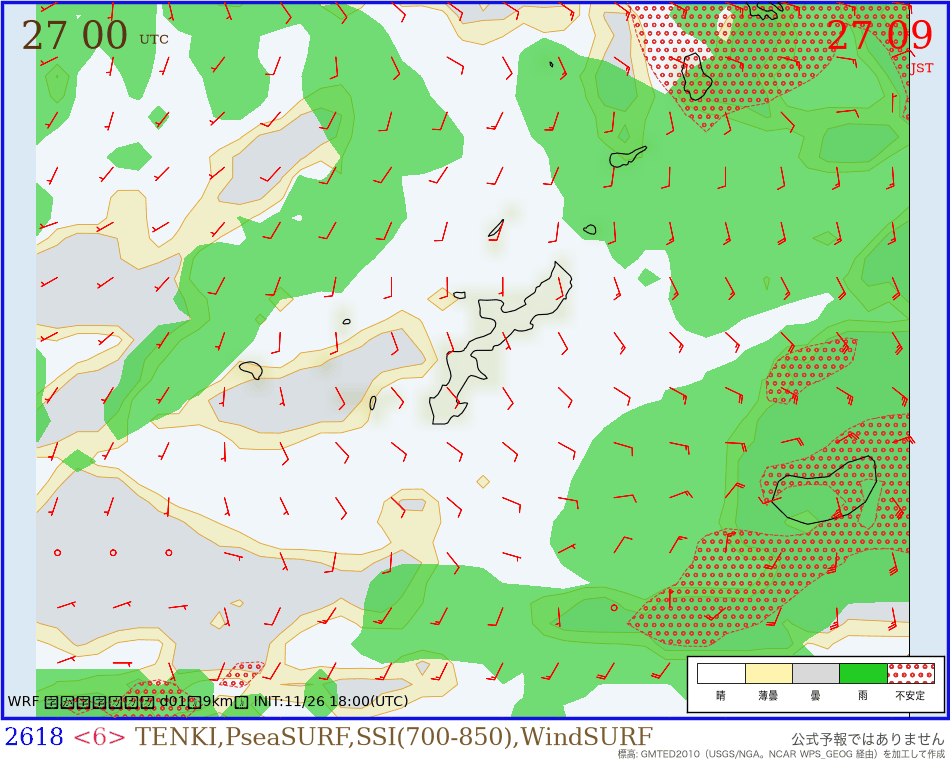 27 00 UTC
27 09
JST
WRF d01 9km INIT:11/26 18:00(UTC)
晴 薄曇 曇 雨 不安定
2618 <6> TENKI,PseaSURF,SSI(700-850),WindSURF
公式予報ではありません
標高: GMTED2010（USGS/NGA。NCAR WPS_GEOG 経由）を加工して作成